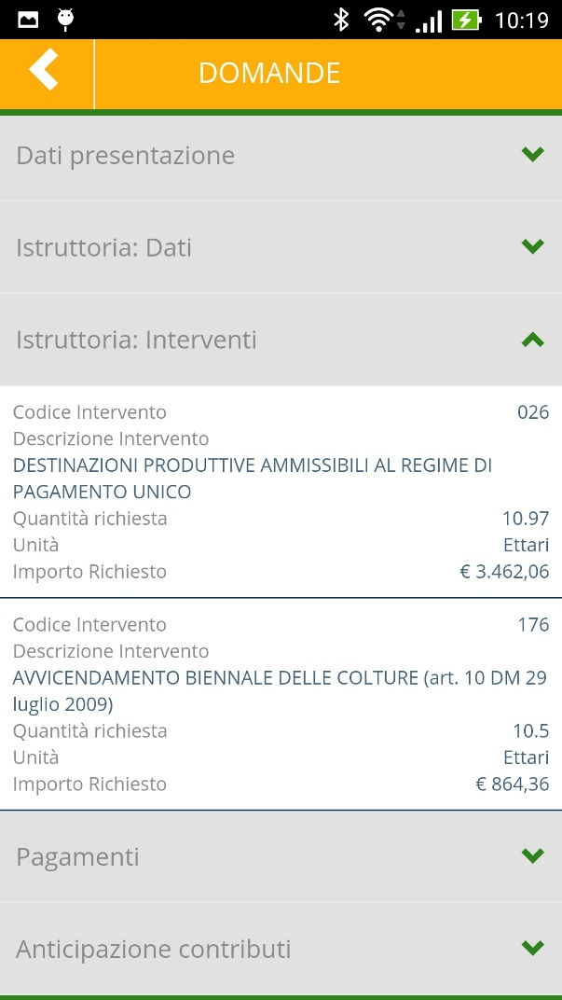 10:19
DOMANDE
Dati presentazione
Istruttoria: Dati
Istruttoria: Interventi
Codice Intervento 026
Descrizione Intervento
DESTINAZIONI PRODUTTIVE AMMISSIBILI AL REGIME DI
PAGAMENTO UNICO
Quantità richiesta 10.97
Unità Ettari
Importo Richiesto € 3.462,06
Codice Intervento 176
Descrizione Intervento
AVVICENDAMENTO BIENNALE DELLE COLTURE (art. 10 DM 29
luglio 2009)
Quantità richiesta 10.5
Unità Ettari
Importo Richiesto € 864,36
Pagamenti
Anticipazione contributi